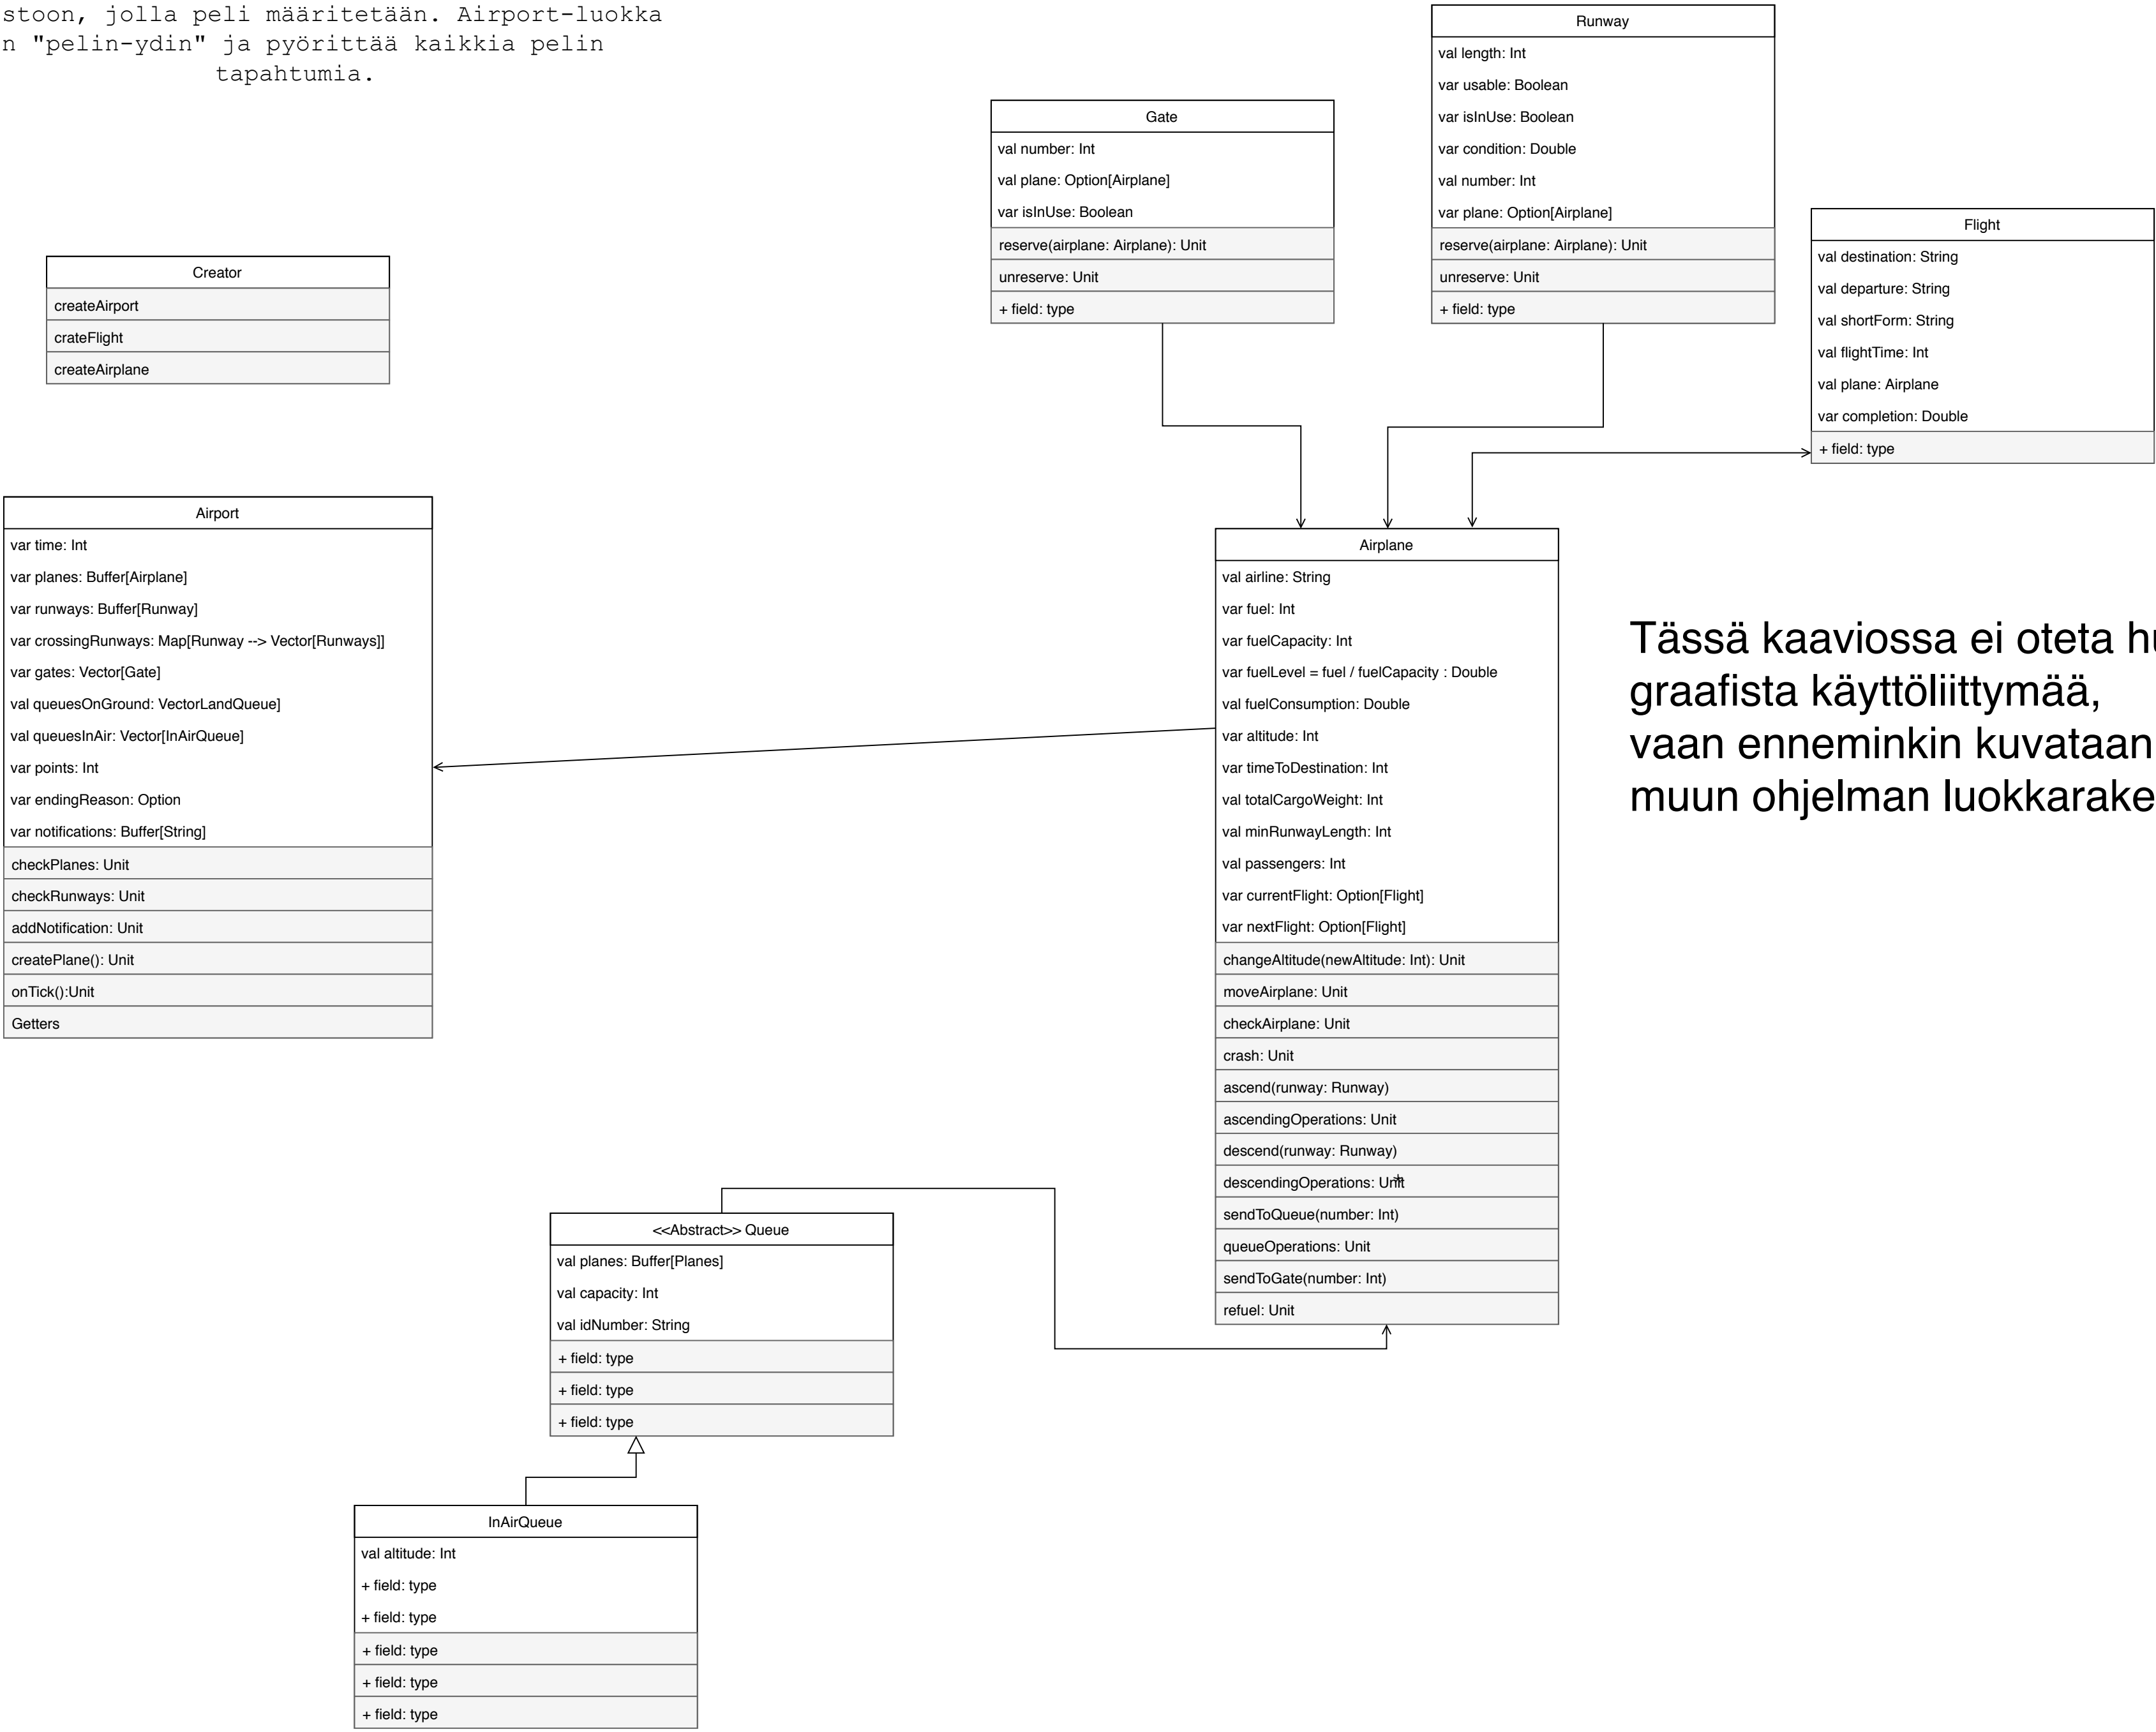 stoon, jolla peli määritetään. Airport-luokka
n "pelin-ydin" ja pyörittää kaikkia pelin
tapahtumia.
Runway
val length: Int
var usable: Boolean
var isInUse: Boolean
var condition: Double
val number: Int
var plane: Option[Airplane]
reserve(airplane: Airplane): Unit
unreserve: Unit
+ field: type
Gate
val number: Int
val plane: Option[Airplane]
var isInUse: Boolean
reserve(airplane: Airplane): Unit
unreserve: Unit
+ field: type
Flight
val destination: String
val departure: String
val shortForm: String
val flightTime: Int
val plane: Airplane
var completion: Double
+ field: type
Creator
createAirport
crateFlight
createAirplane
Airport
var time: Int
var planes: Buffer[Airplane]
var runways: Buffer[Runway]
var crossingRunways: Map[Runway --> Vector[Runways]]
var gates: Vector[Gate]
val queuesOnGround: VectorLandQueue]
val queuesInAir: Vector[InAirQueue]
var points: Int
var endingReason: Option
var notifications: Buffer[String]
checkPlanes: Unit
checkRunways: Unit
addNotification: Unit
createPlane(): Unit
onTick():Unit
Getters
Airplane
val airline: String
var fuel: Int
var fuelCapacity: Int
var fuelLevel = fuel / fuelCapacity : Double
val fuelConsumption: Double
var altitude: Int
var timeToDestination: Int
val totalCargoWeight: Int
val minRunwayLength: Int
val passengers: Int
var currentFlight: Option[Flight]
var nextFlight: Option[Flight]
changeAltitude(newAltitude: Int): Unit
moveAirplane: Unit
checkAirplane: Unit
crash: Unit
ascend(runway: Runway)
ascendingOperations: Unit
descend(runway: Runway)
descendingOperations: Unit
sendToQueue(number: Int)
queueOperations: Unit
sendToGate(number: Int)
refuel: Unit
Tässä kaaviossa ei oteta hu
graafista käyttöliittymää,
vaan enneminkin kuvataan
muun ohjelman luokkarake
<<Abstract>> Queue
val planes: Buffer[Planes]
val capacity: Int
val idNumber: String
+ field: type
+ field: type
+ field: type
InAirQueue
val altitude: Int
+ field: type
+ field: type
+ field: type
+ field: type
+ field: type